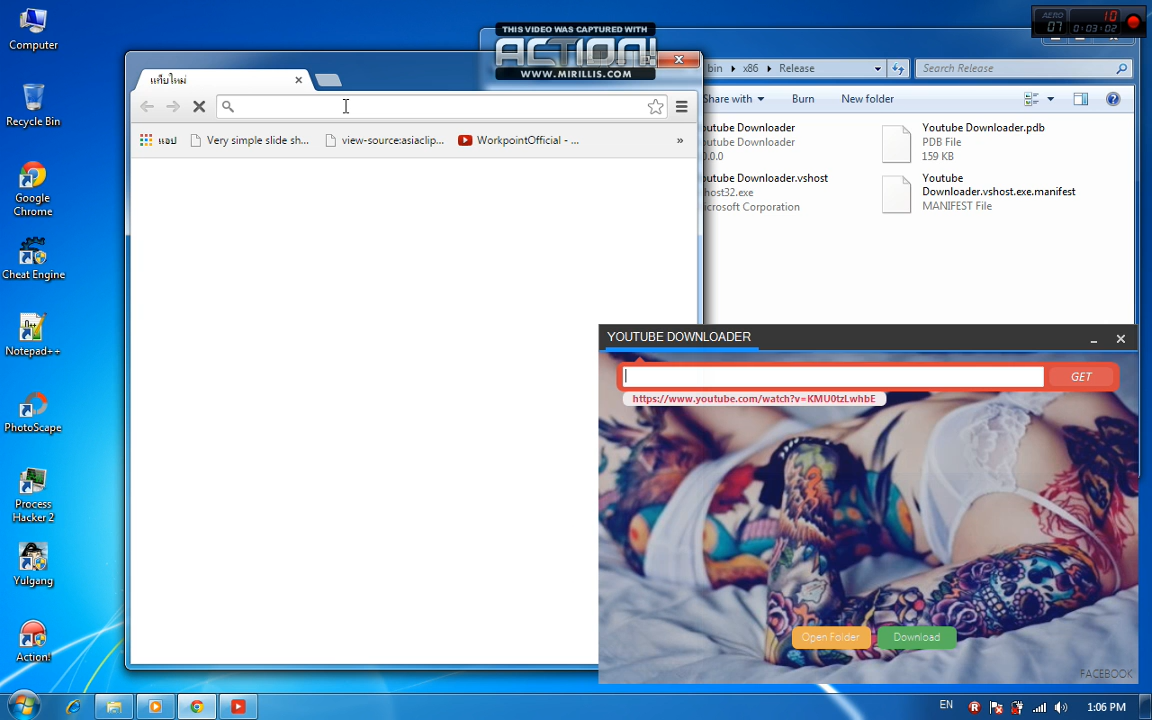 Computer
Recycle Bin
Google
Chrome
Cheat Engine
Notepad++
PhotoScape
Process
Hacker 2
Yulgang
Action!
THIS VIDEO WAS CAPTURED WITH
ACTION!
WWW.MIRILLIS.COM
AERO
07
10
0:03:02
แท็บใหม่
แอป
Very simple slide sh...
view-source:asiaclip...
WorkpointOfficial - ...
»
bin
x86
Release
Search Release
Share with
Burn
New folder
outube Downloader
outube Downloader
.0.0
Youtube Downloader.pdb
PDB File
159 KB
outube Downloader.vshost
host32.exe
icrosoft Corporation
Youtube
Downloader.vshost.exe.manifest
MANIFEST File
YOUTUBE DOWNLOADER
GET
https://www.youtube.com/watch?v=KMU0tzLwhbE
Open Folder
Download
FACEBOOK
EN
1:06 PM